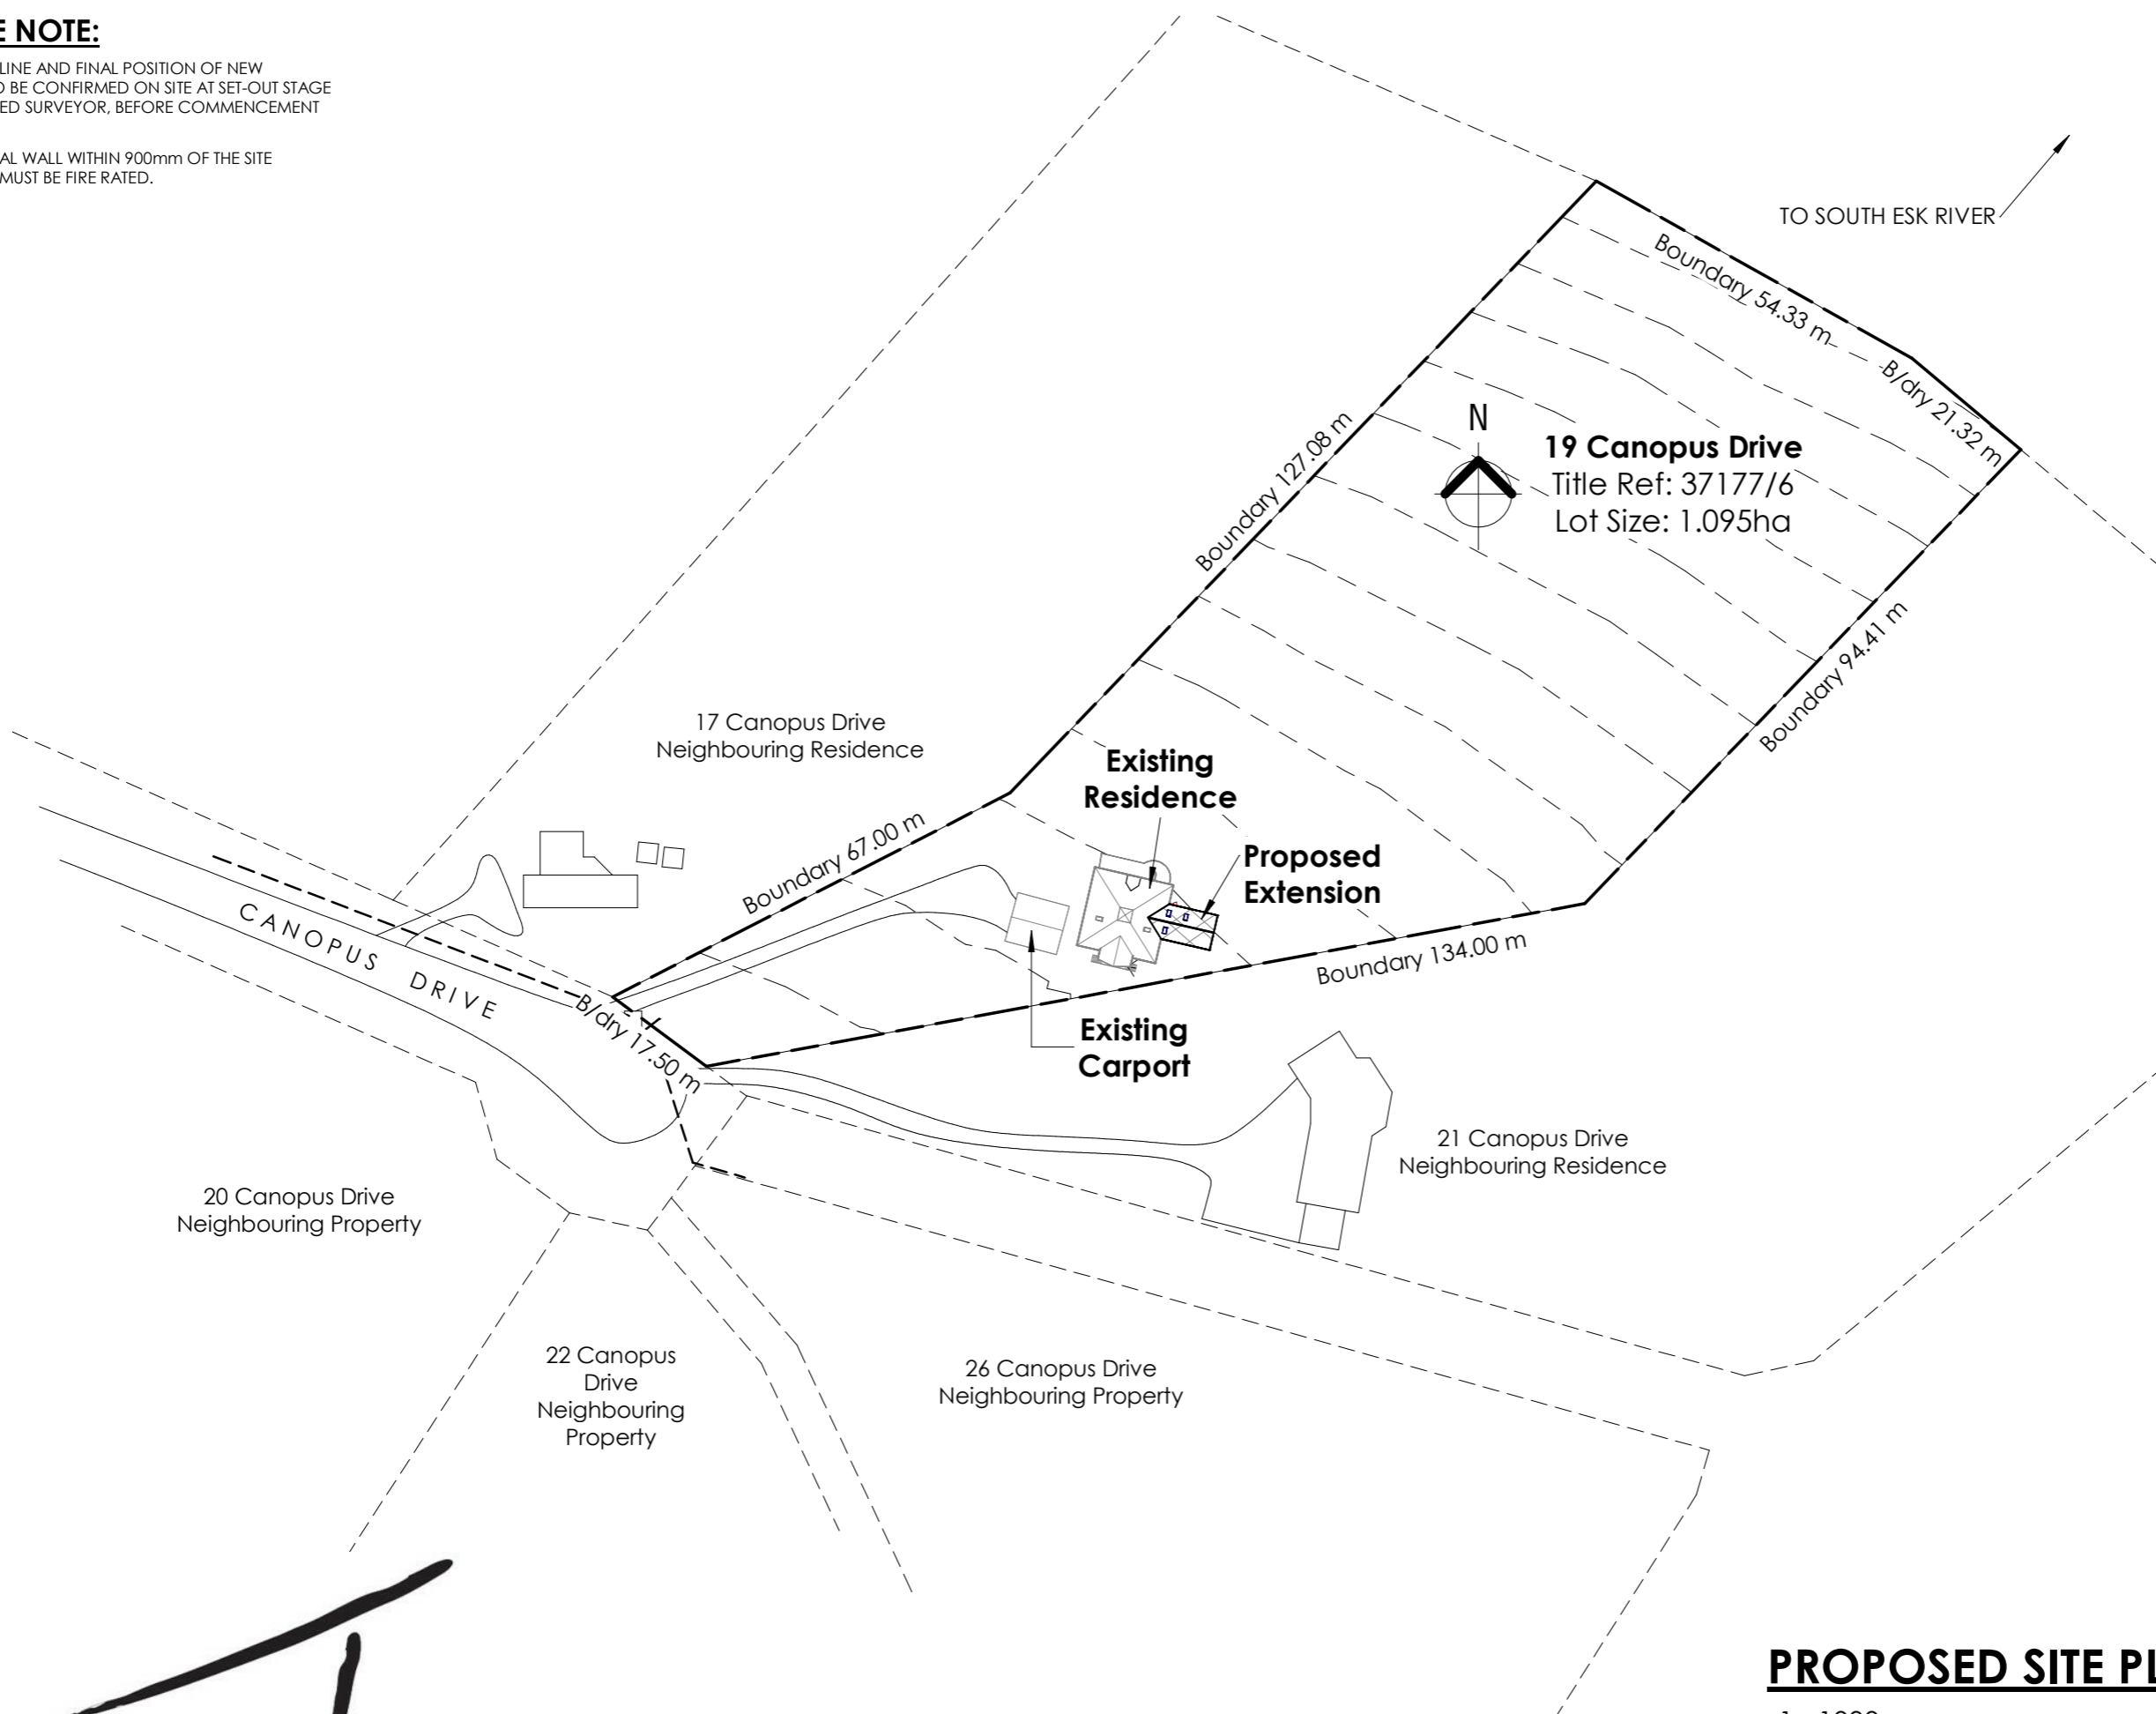 E NOTE:
LINE AND FINAL POSITION OF NEW
BE CONFIRMED ON SITE AT SET-OUT STAGE
ED SURVEYOR, BEFORE COMMENCEMENT
AL WALL WITHIN 900mm OF THE SITE
MUST BE FIRE RATED.
TO SOUTH ESK RIVER
Boundary 54.33 m
B/dry 21.32 m
N
19 Canopus Drive
Title Ref: 37177/6
Lot Size: 1.095ha
Boundary 127.08 m
Boundary 94.41 m
17 Canopus Drive
Neighbouring Residence
Existing
Residence
Boundary 67.00 m
Proposed
Extension
CANOPUS DRIVE
B/dry 17.50 m
Boundary 134.00 m
Existing
Carport
21 Canopus Drive
Neighbouring Residence
20 Canopus Drive
Neighbouring Property
22 Canopus
Drive
Neighbouring
Property
26 Canopus Drive
Neighbouring Property
PROPOSED SITE PL